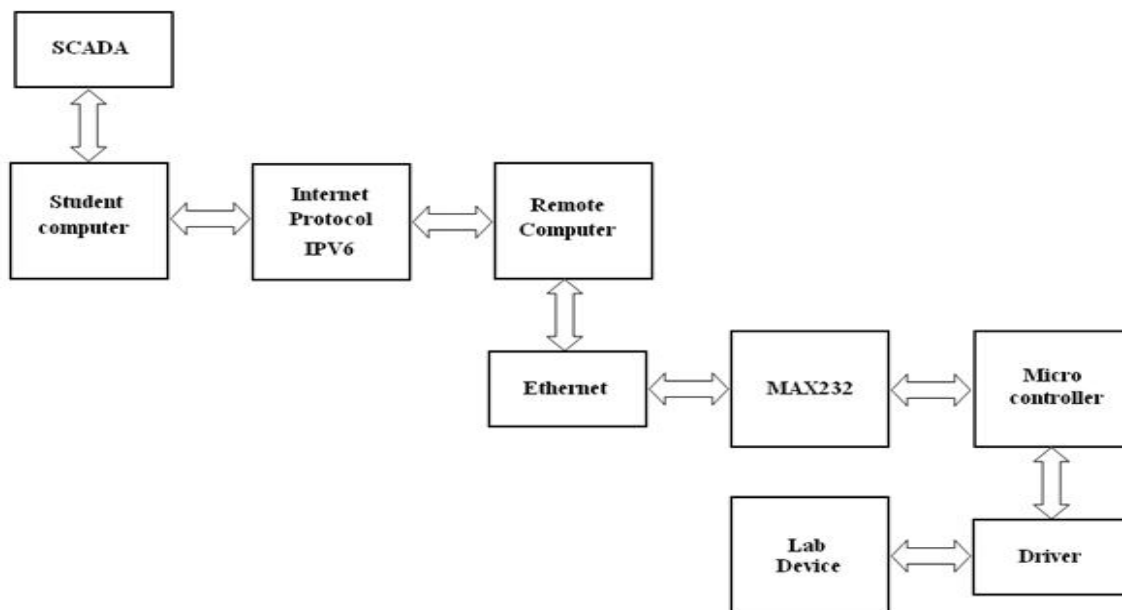 SCADA
Student
computer
Internet
Protocol
IPV6
Remote
Computer
Ethernet
MAX232
Micro
controller
Lab
Device
Driver